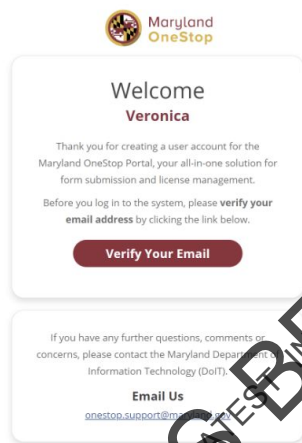 Maryland
OneStop
Welcome
Veronica
Thank you for creating a user account for the
Maryland OneStop Portal, your all-in-one solution for
form submission and license management.
Before you log in to the system, please verify your
email address by clicking the link below.
Verify Your Email
If you have any further questions, comments or
concerns, please contact the Maryland Department of
Information Technology (DoIT).
Email Us
onestop.support@maryland.gov